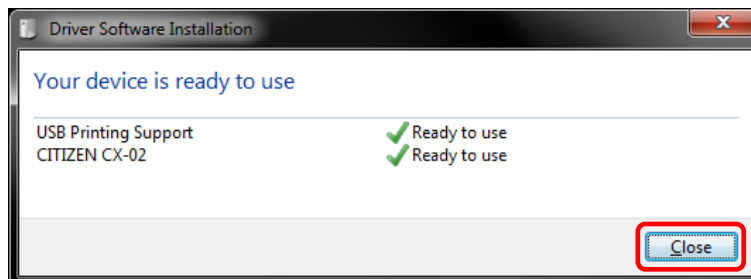 Driver Software Installation
Your device is ready to use
USB Printing Support Ready to use
CITIZEN CX-02 Ready to use
Close